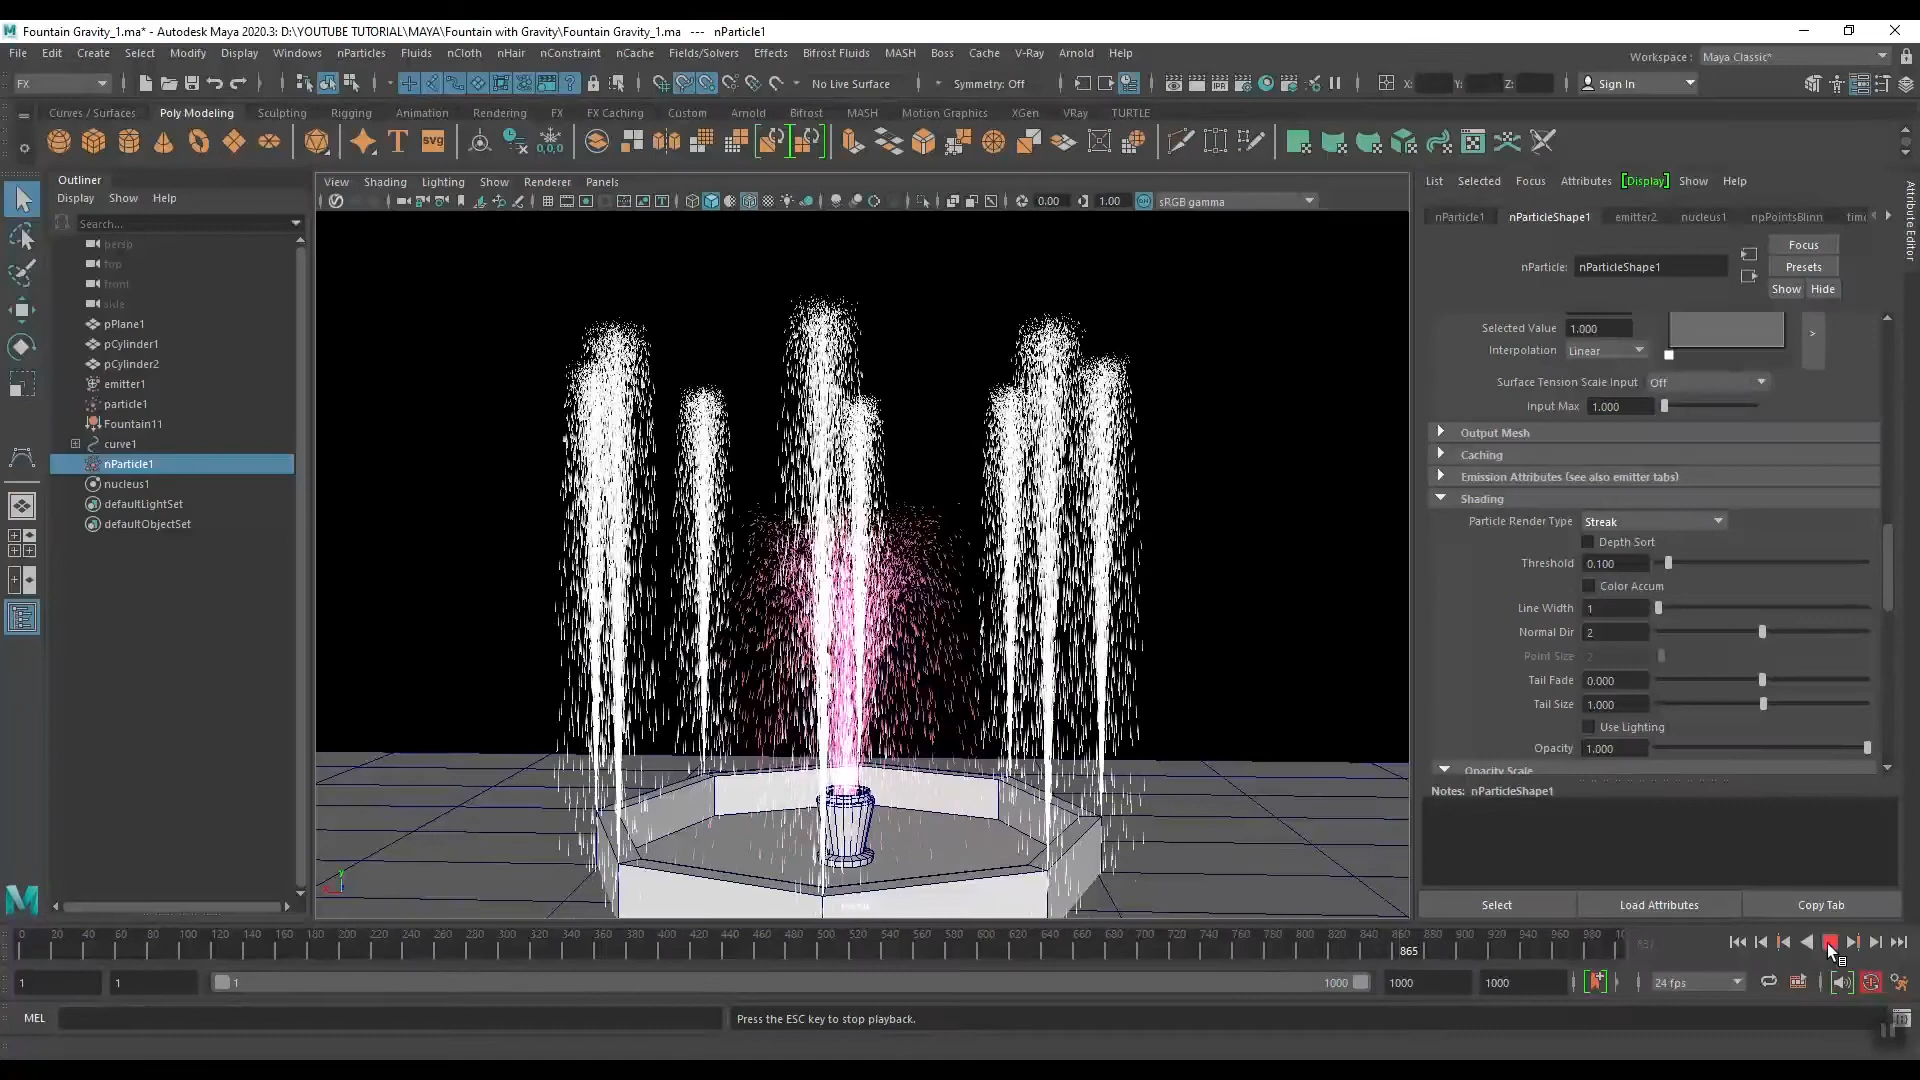 Fountain Gravity_1.ma* - Autodesk Maya 2020.3: D:\YOUTUBE TUTORIAL\MAYA\Fountain with Gravity\Fountain Gravity_1.ma --- nParticle1
File Edit Create Select Modify Display Windows nParticles Fluids nCloth nHair nConstraint nCache Fields/Solvers Effects Bifrost Fluids MASH Boss Cache V-Ray Arnold Help
Workspace : Maya Classic*
FX
No Live Surface
Symmetry: Off
X: Y: Z:
Sign In
Curves / Surfaces Poly Modeling Sculpting Rigging Animation Rendering FX FX Caching Custom Arnold Bifrost MASH Motion Graphics XGen VRay TURTLE
T SVG 0,0,0
Outliner
Display Show Help
Search...
persp
top
front
side
pPlane1
pCylinder1
pCylinder2
emitter1
particle1
Fountain11
curve1
nParticle1
nucleus1
defaultLightSet
defaultObjectSet
View Shading Lighting Show Renderer Panels
0.00 1.00 sRGB gamma
List Selected Focus Attributes [Display] Show Help
nParticle1 nParticleShape1 emitter2 nucleus1 npPointsBlinn
Attribute Editor
nParticle: nParticleShape1
Focus
Presets
Show Hide
Selected Value 1.000
Interpolation Linear
>
Surface Tension Scale Input Off
Input Max 1.000
Output Mesh
Caching
Emission Attributes (see also emitter tabs)
Shading
Particle Render Type Streak
Depth Sort
Threshold 0.100
Color Accum
Line Width 1
Normal Dir 2
Point Size 2
Tail Fade 0.000
Tail Size 1.000
Use Lighting
Opacity 1.000
Opacity Scale
Notes: nParticleShape1
Select Load Attributes Copy Tab
y
0 20 40 60 80 100 120 140 160 180 200 220 240 260 280 300 320 340 360 380 400 420 440 460 480 500 520 540 560 580 600 620 640 660 680 700 720 740 760 780 800 820 840 860 880 900 920 940 960 980
865
1 1 1 1000 1000 1000 24 fps
MEL Press the ESC key to stop playback.